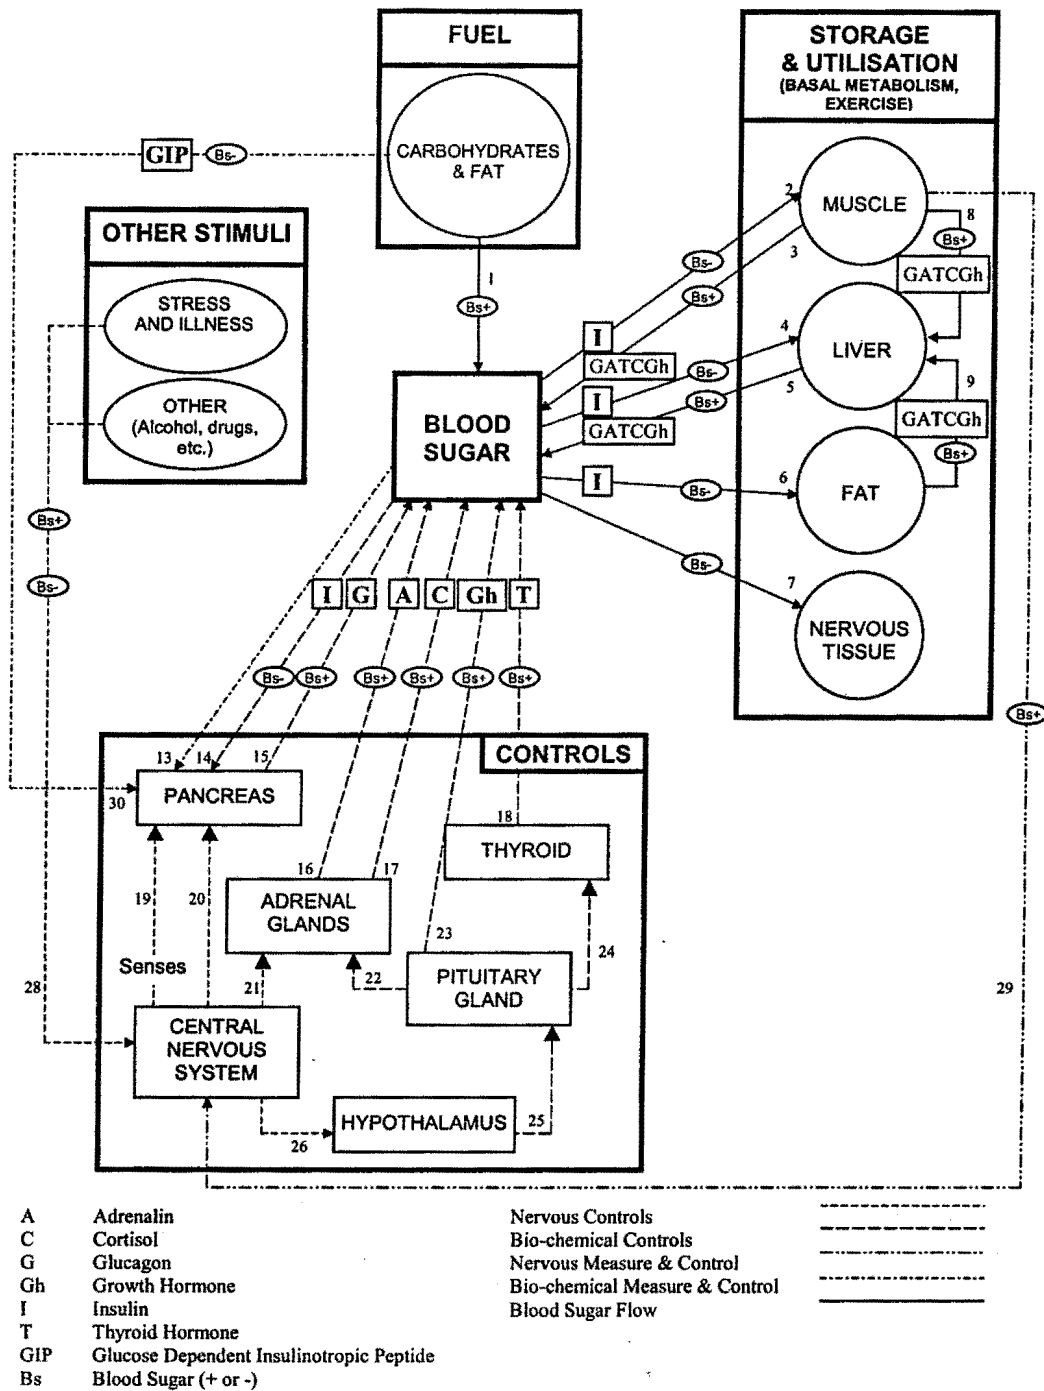 FUEL
CARBOHYDRATES
& FAT
STORAGE
& UTILISATION
(BASAL METABOLISM,
EXERCISE)
GIP
Bs-
OTHER STIMULI
STRESS
AND ILLNESS
OTHER
(Alcohol, drugs,
etc.)
1
Bs+
2
MUSCLE
8
Bs+
3
Bs-
GATCGh
Bs+
I
4
LIVER
GATCGh
Bs-
5
9
I
Bs+
GATCGh
GATCGh
Bs+
BLOOD
SUGAR
I
6
Bs-
FAT
Bs-
7
NERVOUS
TISSUE
Bs+
Bs-
I
G
A
C
Gh
T
Bs-
Bs+
Bs+
Bs+
Bs+
Bs+
Bs+
CONTROLS
13
14
15
30
PANCREAS
18
THYROID
16
17
19
20
ADRENAL
GLANDS
23
24
Senses
21
22
PITUITARY
GLAND
28
29
CENTRAL
NERVOUS
SYSTEM
HYPOTHALAMUS
25
26
A Adrenalin
C Cortisol
G Glucagon
Gh Growth Hormone
I Insulin
T Thyroid Hormone
GIP Glucose Dependent Insulinotropic Peptide
Bs Blood Sugar (+ or -)
Nervous Controls
Bio-chemical Controls
Nervous Measure & Control
Bio-chemical Measure & Control
Blood Sugar Flow